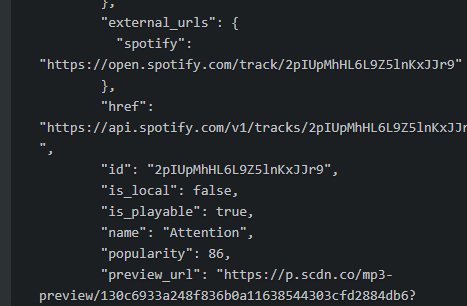 },
"external_urls": {
"spotify":
"https://open.spotify.com/track/2pIUpMhHL6L9Z5lnKxJJr9"
},
"href":
"https://api.spotify.com/v1/tracks/2pIUpMhHL6L9Z5lnKxJJr
",
"id": "2pIUpMhHL6L9Z5lnKxJJr9",
"is_local": false,
"is_playable": true,
"name": "Attention",
"popularity": 86,
"preview_url": "https://p.scdn.co/mp3-
preview/130c6933a248f836b0a11638544303cfd2884db6?